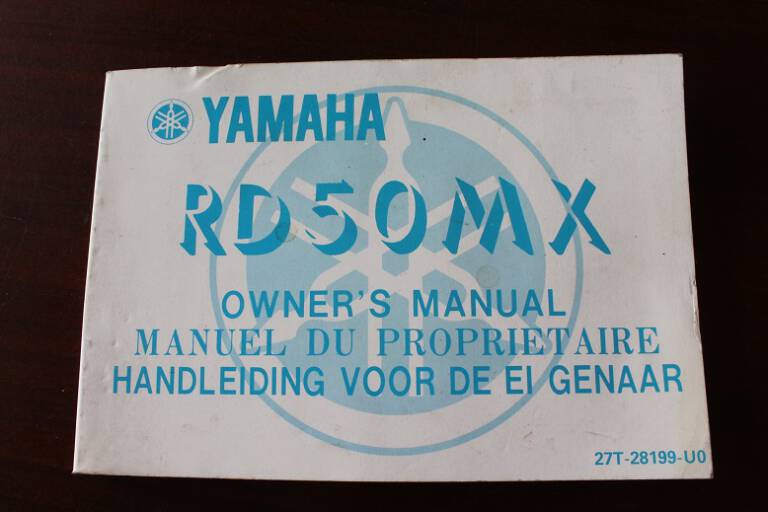 YAMAHA
RD50MX
OWNER'S MANUAL
MANUEL DU PROPRIETAIRE
HANDLEIDING VOOR DE EI GENAAR
27T-28199-U0